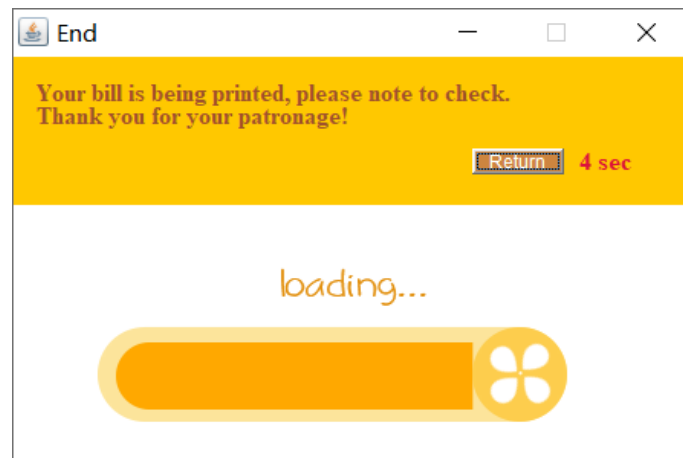 End
Your bill is being printed, please note to check.
Thank you for your patronage!
Return 4 sec
loading...